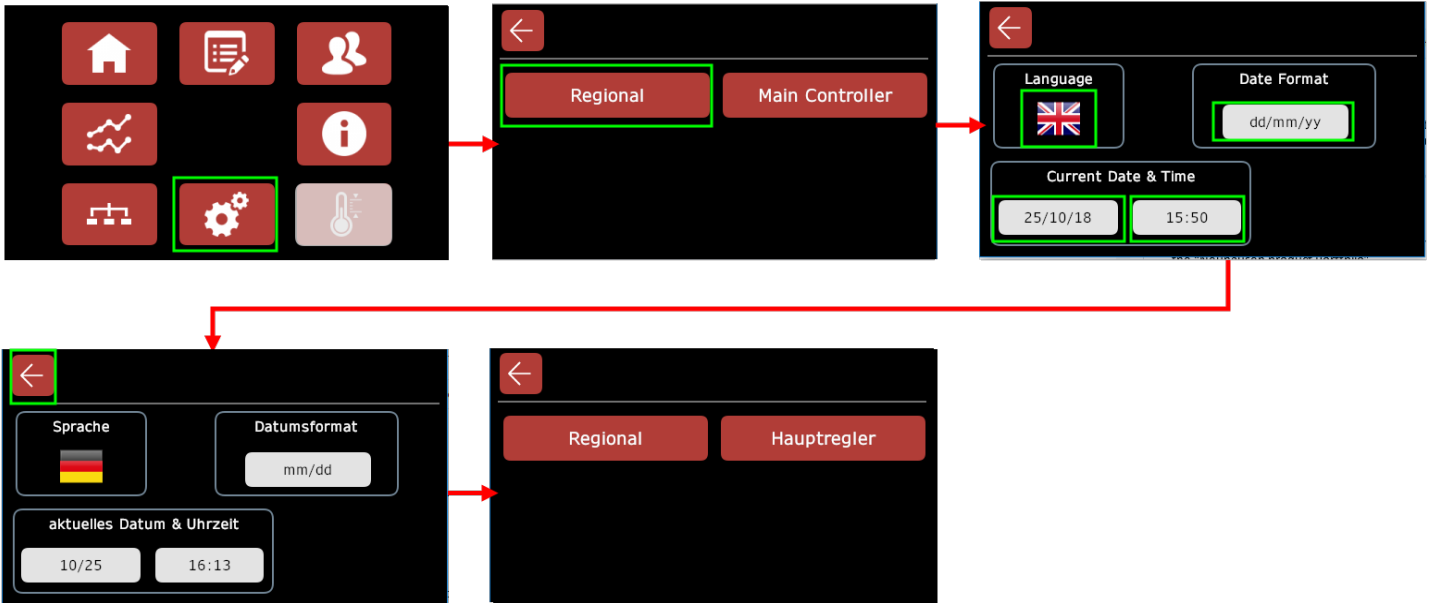 Regional
Main Controller
Language
Date Format
dd/mm/yy
Current Date & Time
25/10/18
15:50
Sprache
Datumsformat
mm/dd
aktuelles Datum & Uhrzeit
10/25
16:13
Regional
Hauptregler